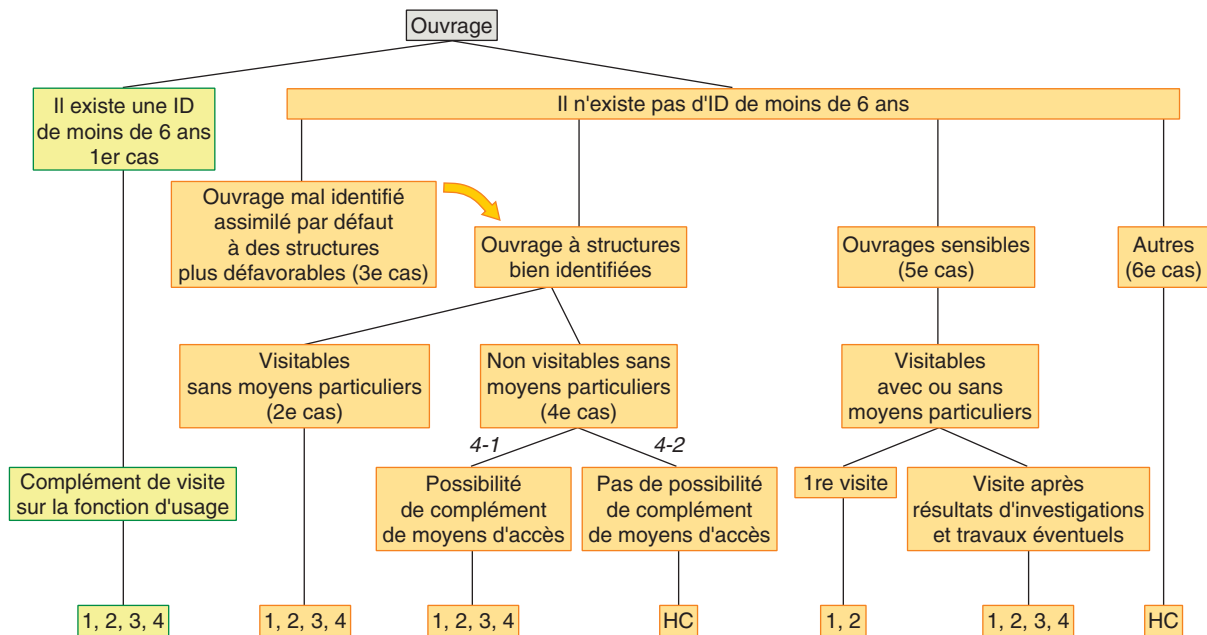 Ouvrage
Il existe une ID
de moins de 6 ans
1er cas
Il n'existe pas d'ID de moins de 6 ans
Ouvrage mal identifié
assimilé par défaut
à des structures
plus défavorables (3e cas)
Ouvrage à structures
bien identifiées
Ouvrages sensibles
(5e cas)
Autres
(6e cas)
Visitables
sans moyens particuliers
(2e cas)
Non visitables sans
moyens particuliers
(4e cas)
Visitables
avec ou sans
moyens particuliers
4-1
4-2
Complément de visite
sur la fonction d'usage
Possibilité
de complément
de moyens d'accès
Pas de possibilité
de complément
de moyens d'accès
1re visite
Visite après
résultats d'investigations
et travaux éventuels
1, 2, 3, 4
1, 2, 3, 4
1, 2, 3, 4
HC
1, 2
1, 2, 3, 4
HC